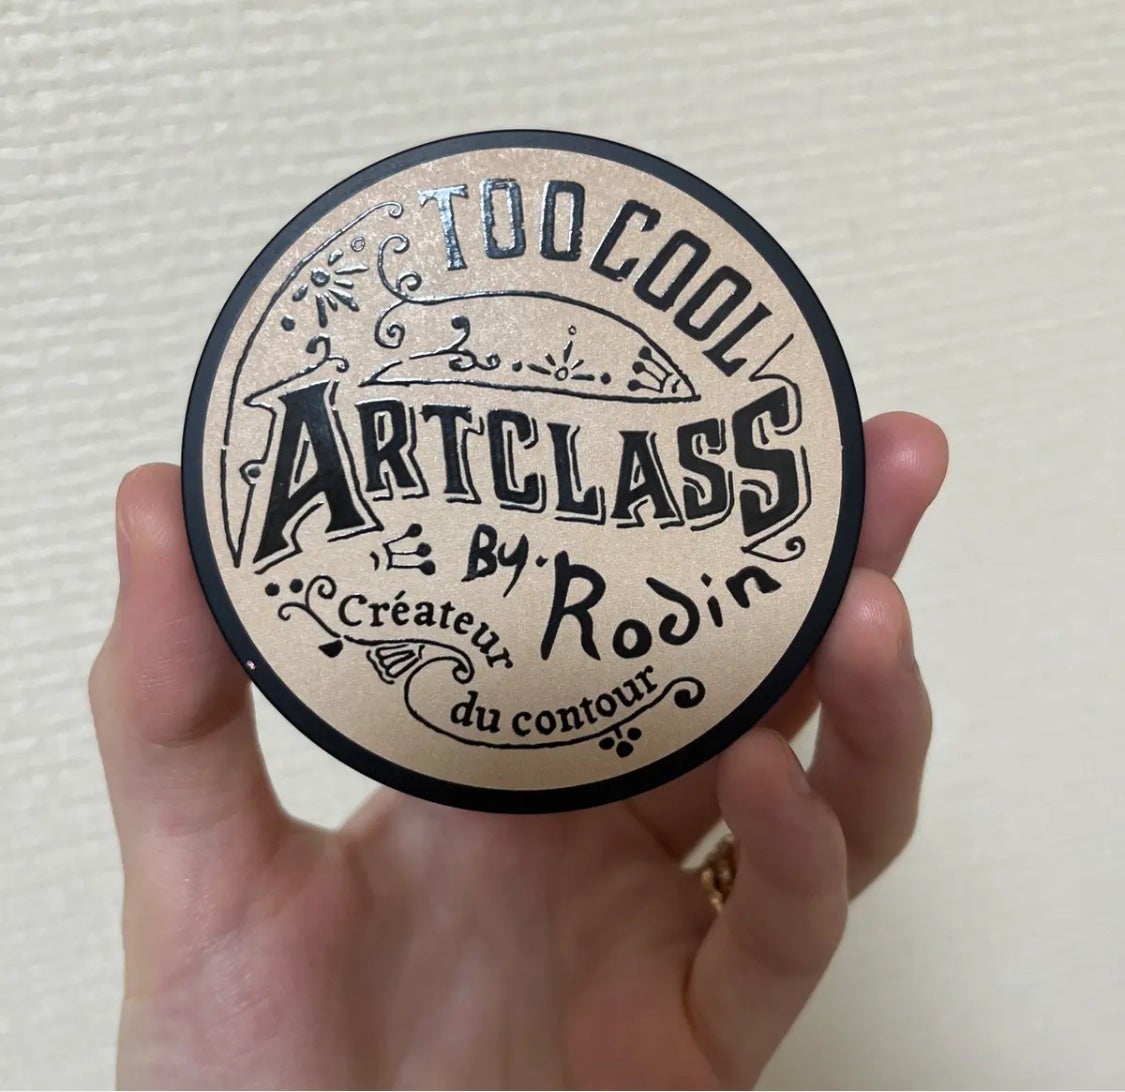 TOO COOL
ARTCLASS
By. Rodin
Créateur
du contour